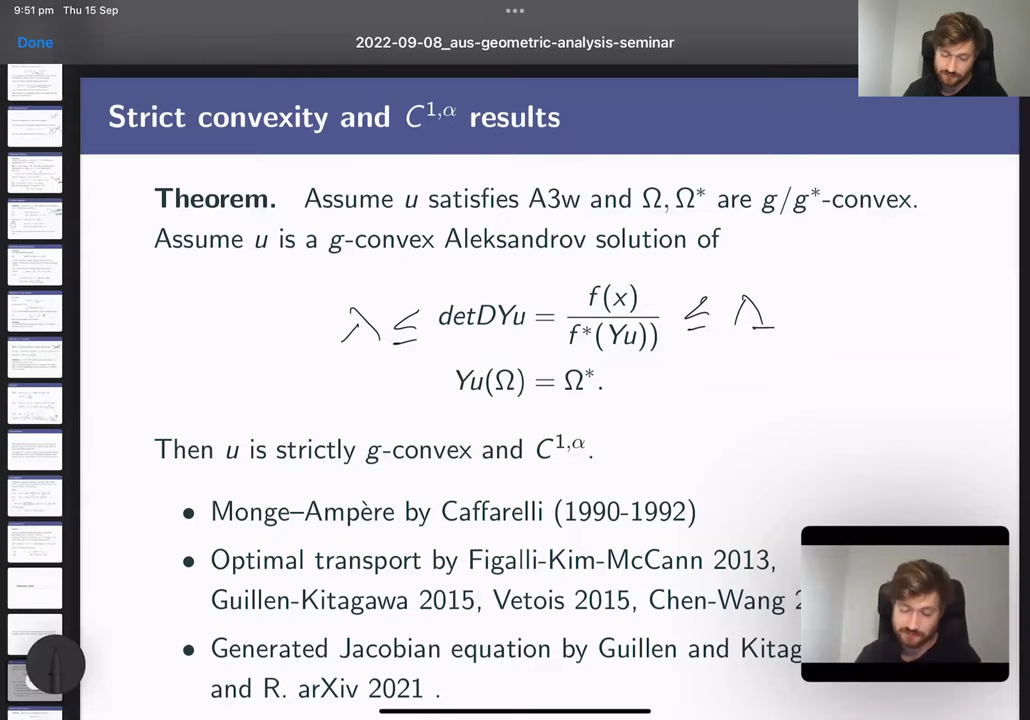 9:51 pm Thu 15 Sep
Done
2022-09-08_aus-geometric-analysis-seminar
Strict convexity and C^{1,α} results
Theorem. Assume u satisfies A3w and Ω, Ω* are g/g*-convex.
Assume u is a g-convex Aleksandrov solution of
λ ≤ detDYu = f(x) / f*(Yu)) ≤ Λ
Yu(Ω) = Ω*.
Then u is strictly g-convex and C^{1,α}.
• Monge–Ampère by Caffarelli (1990-1992)
• Optimal transport by Figalli-Kim-McCann 2013,
Guillen-Kitagawa 2015, Vetois 2015, Chen-Wang
• Generated Jacobian equation by Guillen and
and R. arXiv 2021 .